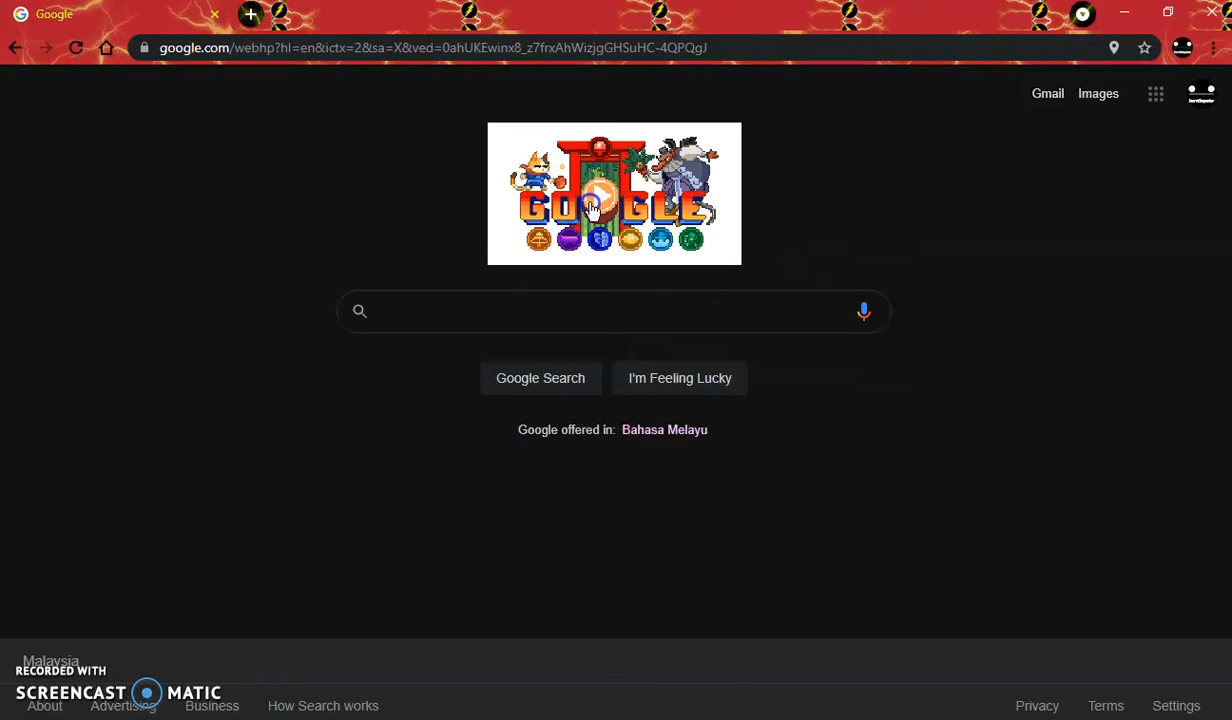 Google
google.com/webhp?hl=en&ictx=2&sa=X&ved=0ahUKEwinx8_z7frxAhWizjgGHSuHC-4QPQgJ
Gmail Images
GOOGLE
Google Search I'm Feeling Lucky
Google offered in: Bahasa Melayu
Malaysia
RECORDED WITH
SCREENCAST MATIC
About Advertising Business How Search works Privacy Terms Settings